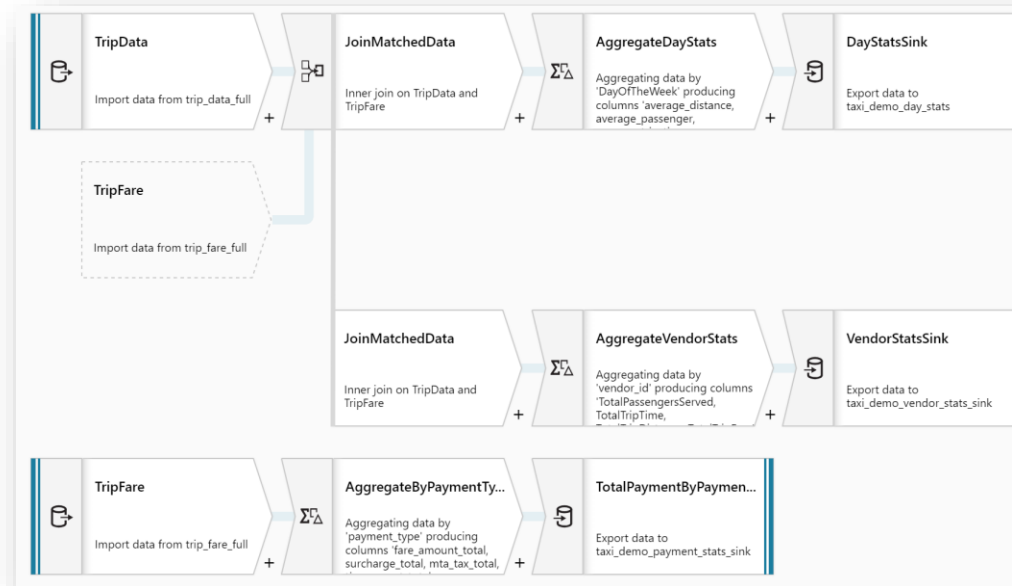 TripData
Import data from trip_data_full
+
JoinMatchedData
Inner join on TripData and
TripFare
+
AggregateDayStats
Aggregating data by
'DayOfTheWeek' producing
columns 'average_distance,
average_passenger,
+
DayStatsSink
Export data to
taxi_demo_day_stats
TripFare
Import data from trip_fare_full
JoinMatchedData
Inner join on TripData and
TripFare
+
AggregateVendorStats
Aggregating data by
'vendor_id' producing columns
'TotalPassengersServed,
TotalTripTime,
+
VendorStatsSink
Export data to
taxi_demo_vendor_stats_sink
TripFare
Import data from trip_fare_full
+
AggregateByPaymentTy...
Aggregating data by
'payment_type' producing
columns 'fare_amount_total,
surcharge_total, mta_tax_total,
+
TotalPaymentByPaymen...
Export data to
taxi_demo_payment_stats_sink